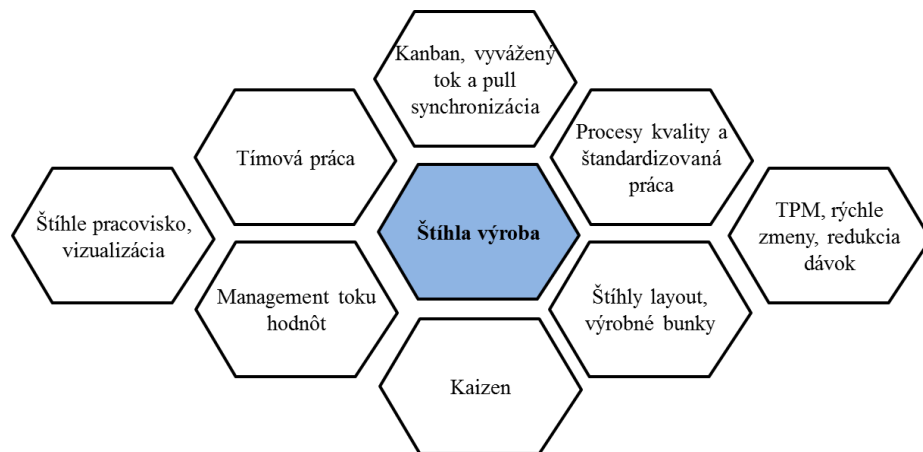 Kanban, vyvážený
tok a pull
synchronizácia
Tímová práca
Procesy kvality a
štandardizovaná
práca
Štíhle pracovisko,
vizualizácia
Štíhla výroba
TPM, rýchle
zmeny, redukcia
dávok
Management toku
hodnôt
Štíhly layout,
výrobné bunky
Kaizen